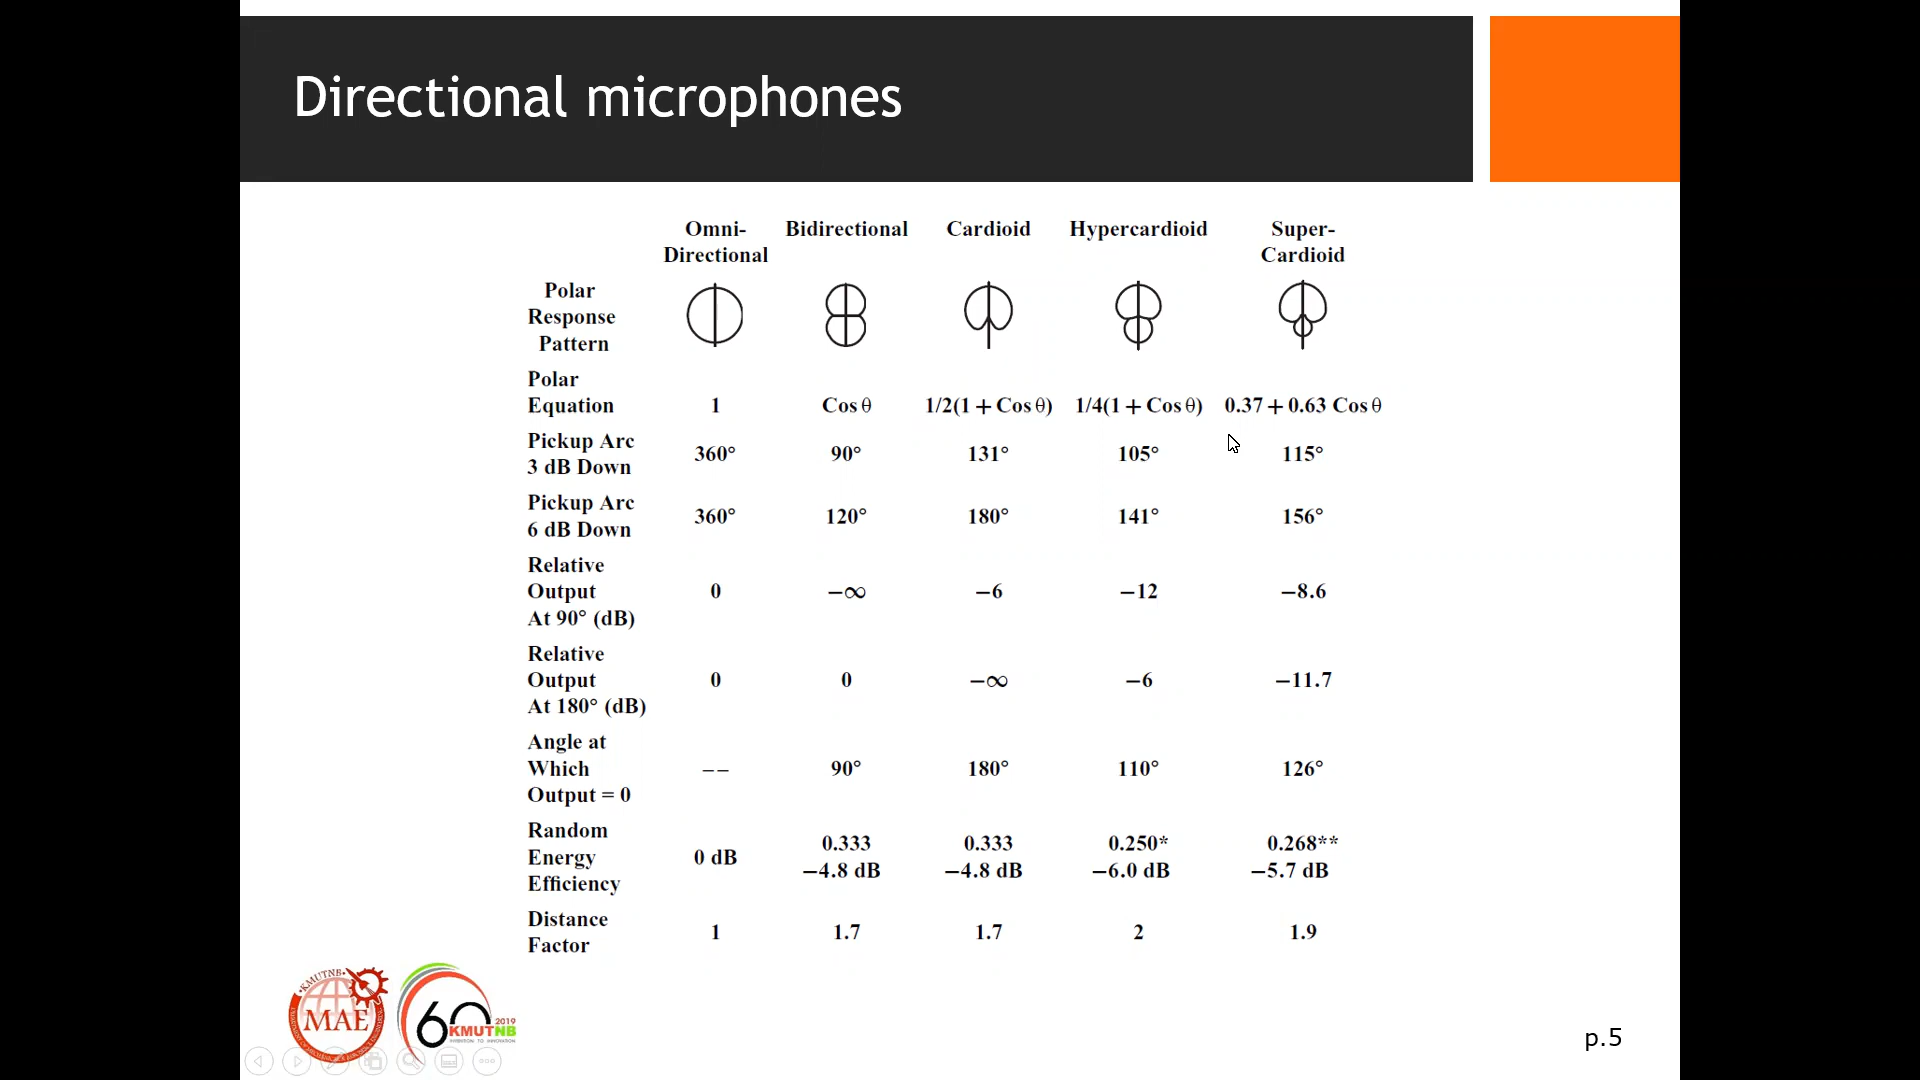 Directional microphones
Omni- Bidirectional Cardioid Hypercardioid Super-
Directional Cardioid
Polar
Response
Pattern
Polar
Equation 1 Cos θ 1/2(1 + Cos θ) 1/4(1 + Cos θ) 0.37 + 0.63 Cos θ
Pickup Arc
3 dB Down 360° 90° 131° 105° 115°
Pickup Arc
6 dB Down 360° 120° 180° 141° 156°
Relative
Output 0 −∞ −6 −12 −8.6
At 90° (dB)
Relative
Output 0 0 −∞ −6 −11.7
At 180° (dB)
Angle at
Which −− 90° 180° 110° 126°
Output = 0
Random 0.333 0.333 0.250* 0.268**
Energy 0 dB −4.8 dB −4.8 dB −6.0 dB −5.7 dB
Efficiency
Distance
Factor 1 1.7 1.7 2 1.9
KMUTNB
MAE
60
2019
KMUTNB
p.5